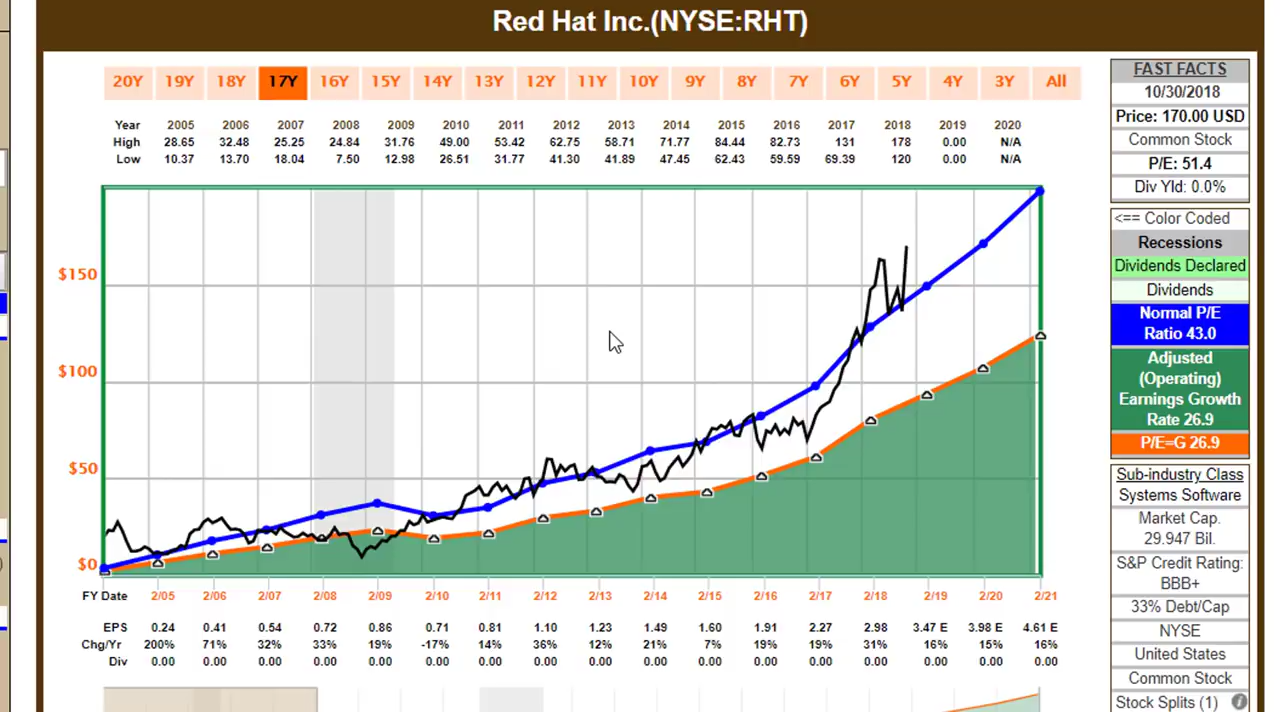 Red Hat Inc.(NYSE:RHT)
20Y 19Y 18Y 17Y 16Y 15Y 14Y 13Y 12Y 11Y 10Y 9Y 8Y 7Y 6Y 5Y 4Y 3Y All
Year 2005 2006 2007 2008 2009 2010 2011 2012 2013 2014 2015 2016 2017 2018 2019 2020
High 28.65 32.48 25.25 24.84 31.76 49.00 53.42 62.75 58.71 71.77 84.44 82.73 131 178 0.00 N/A
Low 10.37 13.70 18.04 7.50 12.98 26.51 31.77 41.30 41.89 47.45 62.43 59.59 69.39 120 0.00 N/A
$150
$100
$50
$0
FY Date 2/05 2/06 2/07 2/08 2/09 2/10 2/11 2/12 2/13 2/14 2/15 2/16 2/17 2/18 2/19 2/20 2/21
EPS 0.24 0.41 0.54 0.72 0.86 0.71 0.81 1.10 1.23 1.49 1.60 1.91 2.27 2.98 3.47 E 3.98 E 4.61 E
Chg/Yr 200% 71% 32% 33% 19% -17% 14% 36% 12% 21% 7% 19% 19% 31% 16% 15% 16%
Div 0.00 0.00 0.00 0.00 0.00 0.00 0.00 0.00 0.00 0.00 0.00 0.00 0.00 0.00 0.00 0.00 0.00
FAST FACTS
10/30/2018
Price: 170.00 USD
Common Stock
P/E: 51.4
Div Yld: 0.0%
<== Color Coded
Recessions
Dividends Declared
Dividends
Normal P/E
Ratio 43.0
Adjusted
(Operating)
Earnings Growth
Rate 26.9
P/E=G 26.9
Sub-industry Class
Systems Software
Market Cap.
29.947 Bil.
S&P Credit Rating:
BBB+
33% Debt/Cap
NYSE
United States
Common Stock
Stock Splits (1) i